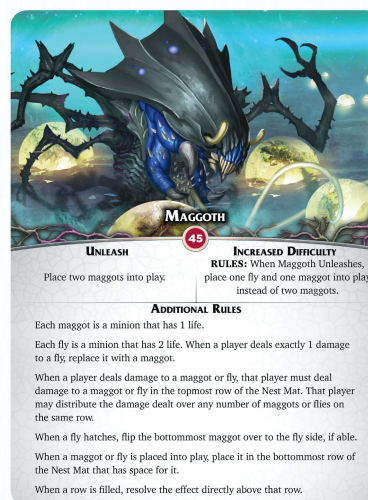 MAGGOTH
45
UNLEASH
Place two maggots into play.
INCREASED DIFFICULTY
RULES: When Maggoth Unleashes,
place one fly and one maggot into play
instead of two maggots.
ADDITIONAL RULES
Each maggot is a minion that has 1 life.
Each fly is a minion that has 2 life. When a player deals exactly 1 damage
to a fly, replace it with a maggot.
When a player deals damage to a maggot or fly, that player must deal
damage to a maggot or fly in the topmost row of the Nest Mat. That player
may distribute the damage dealt over any number of maggots or flies on
the same row.
When a fly hatches, flip the bottommost maggot over to the fly side, if able.
When a maggot or fly is placed into play, place it in the bottommost row of
the Nest Mat that has space for it.
When a row is filled, resolve the effect directly above that row.